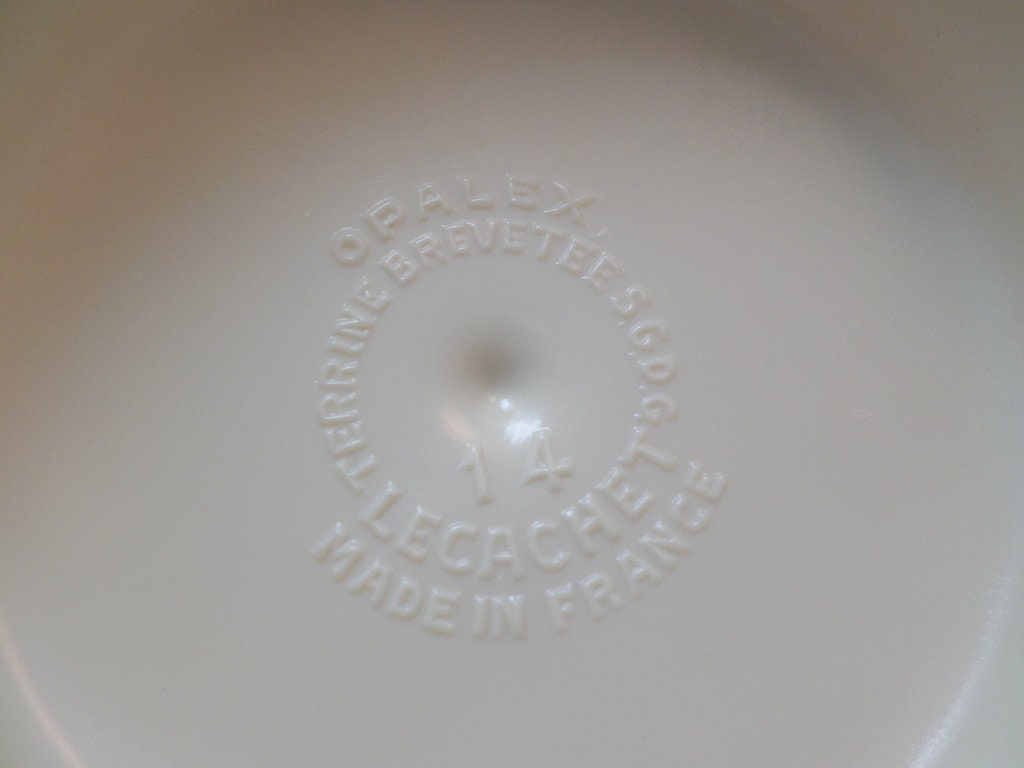 OPALEX
TERRINE BREVETEE S.G.D.G.
14
LECACHET
MADE IN FRANCE